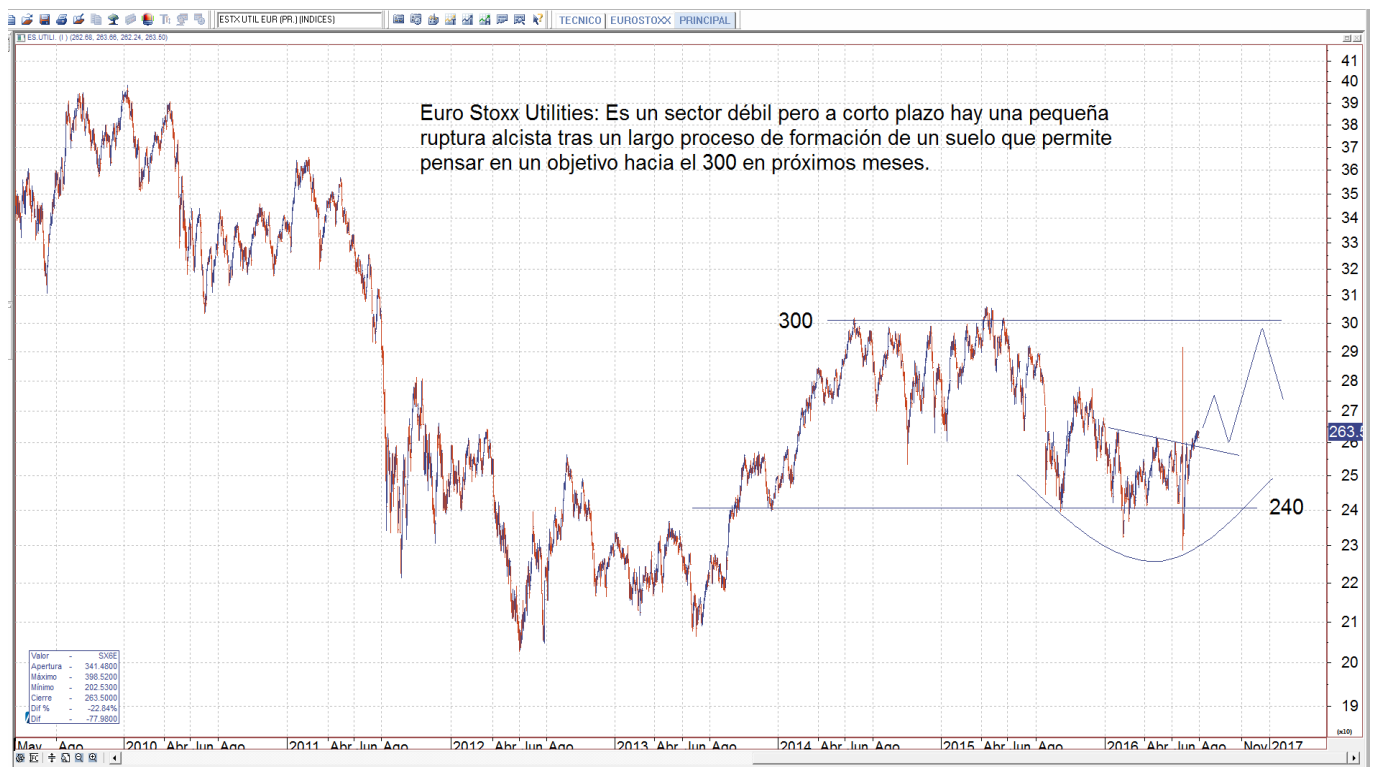 ESTX UTIL EUR (PR.) (INDICES)
TECNICO EUROSTOXX PRINCIPAL
ES.UTILI. (I) (262.68, 263.66, 262.24, 263.50)
Euro Stoxx Utilities: Es un sector débil pero a corto plazo hay una pequeña
ruptura alcista tras un largo proceso de formación de un suelo que permite
pensar en un objetivo hacia el 300 en próximos meses.
41
40
39
38
37
36
35
34
33
32
31
30
29
28
27
263.5
26
25
24
23
22
21
20
19
(x10)
300
240
Valor - SX6E
Apertura - 341.4800
Máximo - 398.5200
Mínimo - 202.5300
Cierre - 263.5000
Dif % - -22.84%
Dif - -77.9800
May Ago 2010 Abr Jun Ago 2011 Abr Jun Ago 2012 Abr Jun Ago 2013 Abr Jun Ago 2014 Abr Jun Ago 2015 Abr Jun Ago 2016 Abr Jun Ago Nov 2017